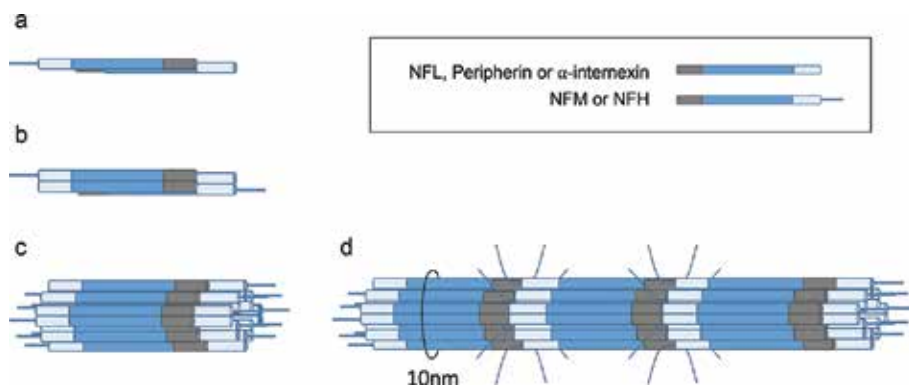 a
NFL, Peripherin or α-internexin
NFM or NFH
b
c
d
10nm